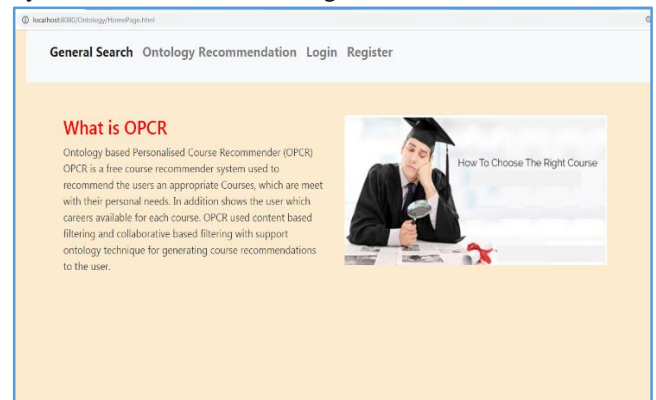 localhost:8080/Ontology/HomePage.html
General Search Ontology Recommendation Login Register
What is OPCR
Ontology based Personalised Course Recommender (OPCR)
OPCR is a free course recommender system used to
recommend the users an appropriate Courses, which are meet
with their personal needs. In addition shows the user which
careers available for each course. OPCR used content based
filtering and collaborative based filtering with support
ontology technique for generating course recommendations
to the user.
How To Choose The Right Course